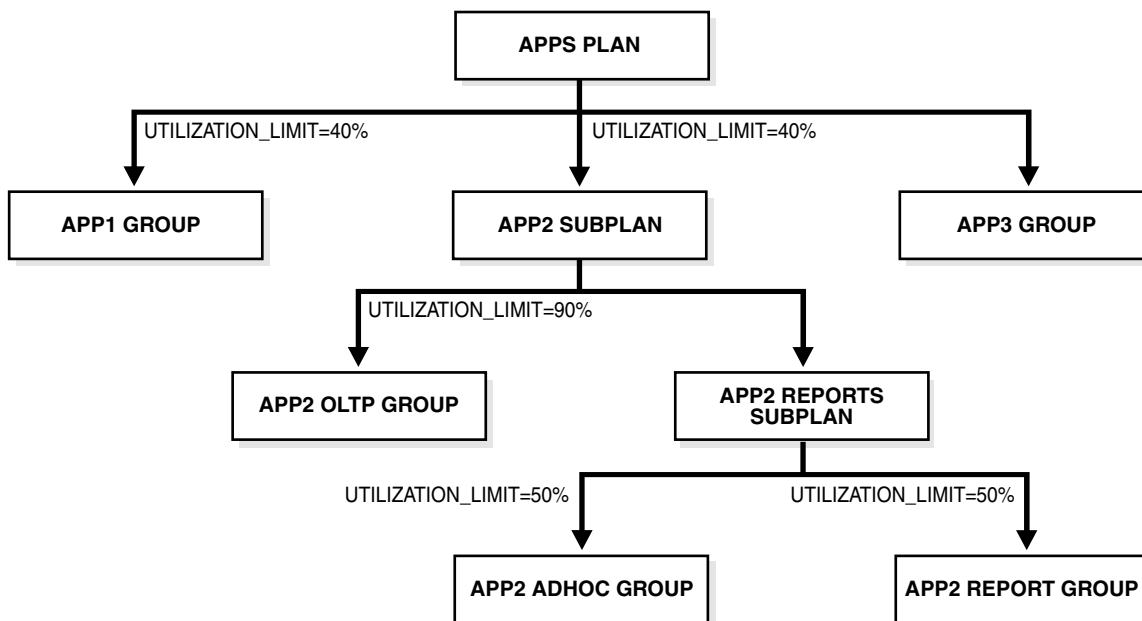 APPS PLAN
UTILIZATION_LIMIT=40%
UTILIZATION_LIMIT=40%
APP1 GROUP
APP2 SUBPLAN
APP3 GROUP
UTILIZATION_LIMIT=90%
APP2 OLTP GROUP
APP2 REPORTS
SUBPLAN
UTILIZATION_LIMIT=50%
UTILIZATION_LIMIT=50%
APP2 ADHOC GROUP
APP2 REPORT GROUP